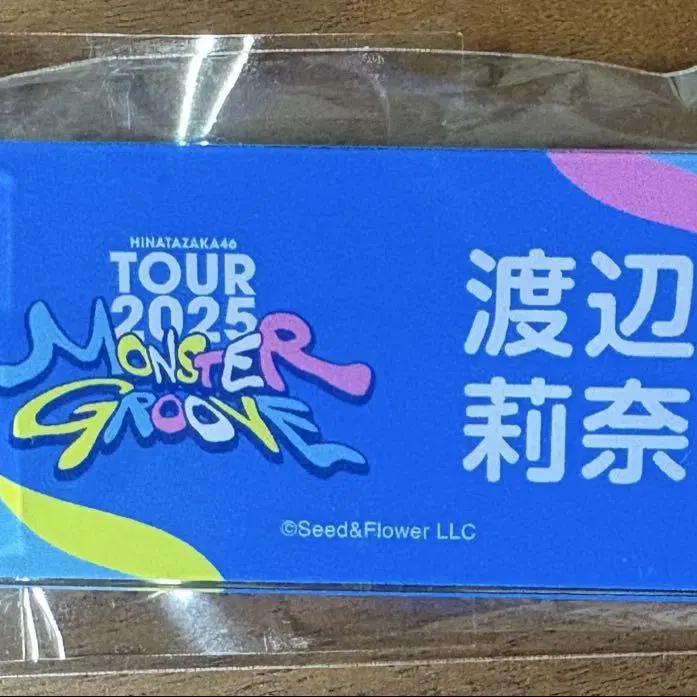 HINATAZAKA46
TOUR
2025
MONSTER
GROOVE
渡辺
莉奈
©Seed&Flower LLC